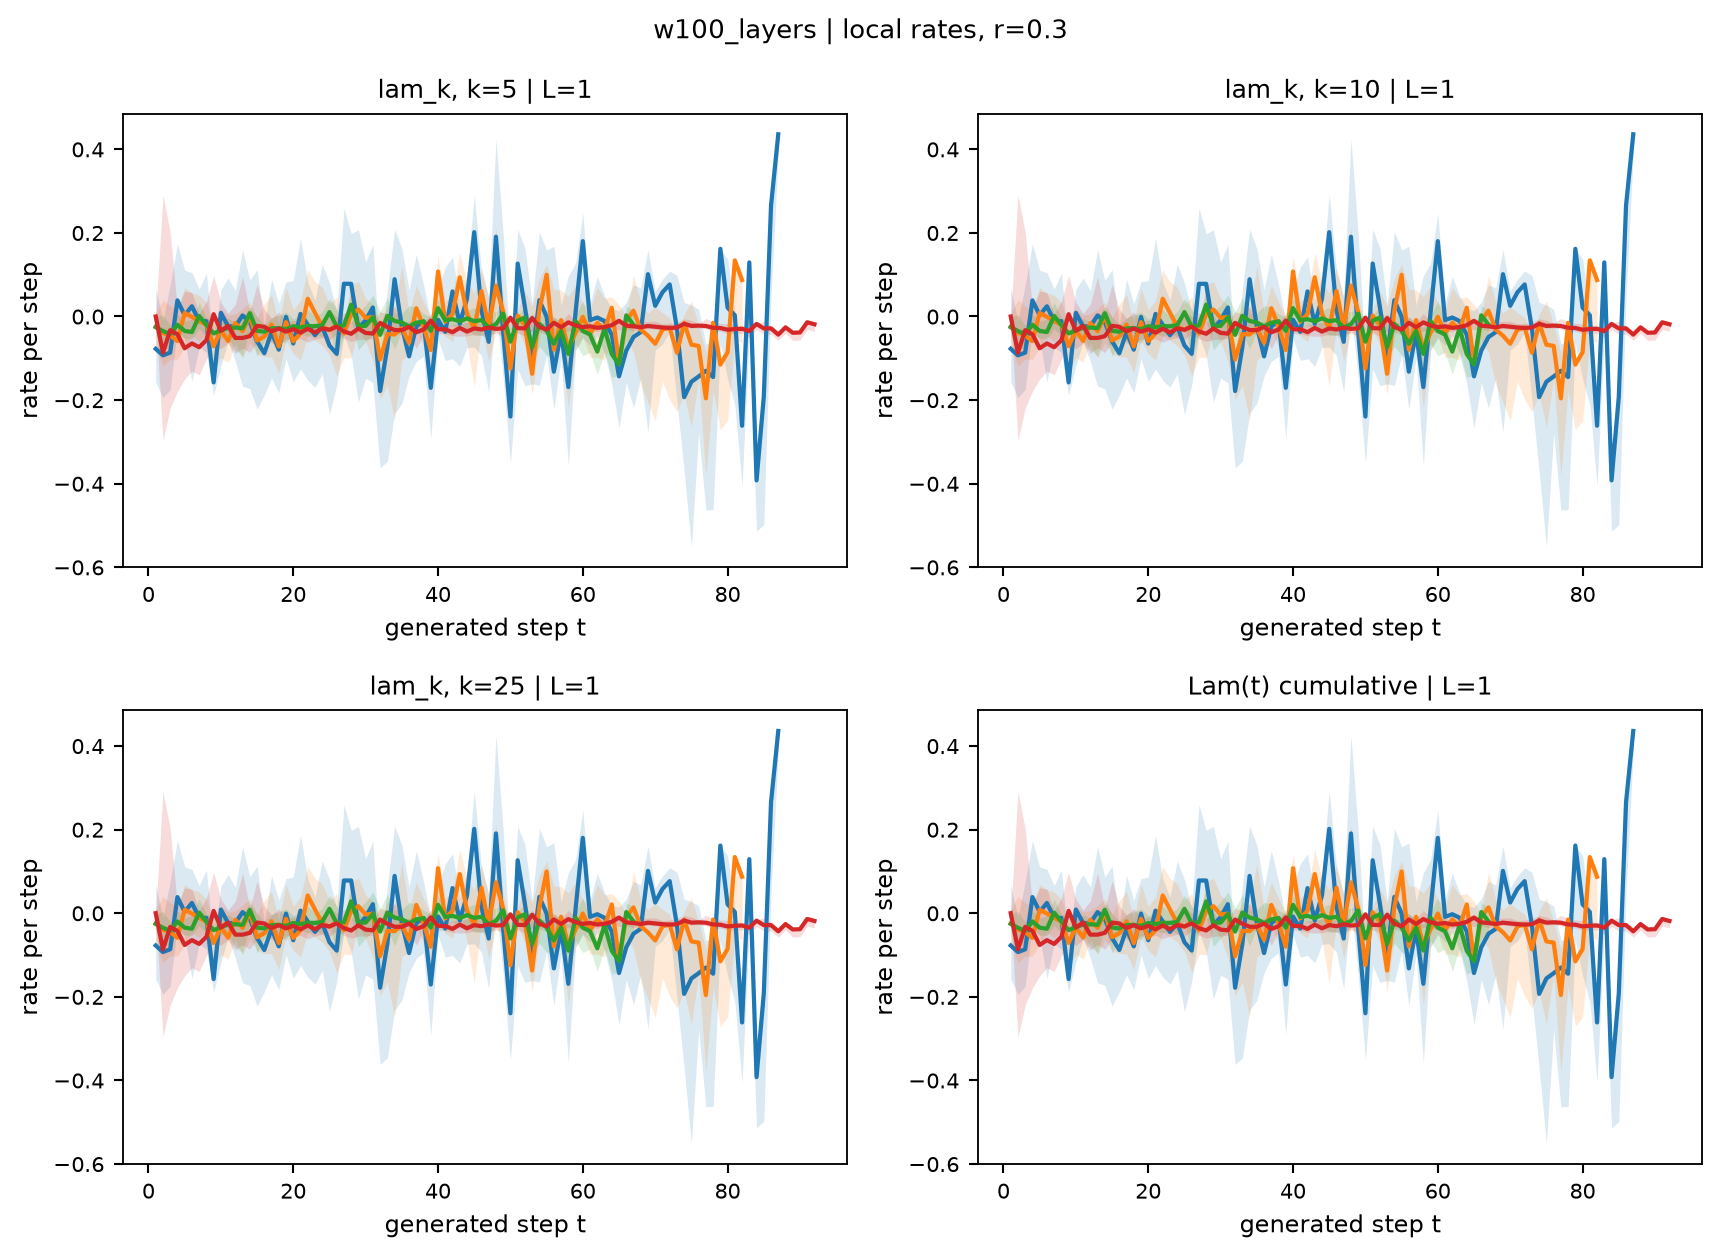 w100_layers | local rates, r=0.3
lam_k, k=5 | L=1
0.4
0.2
0.0
−0.2
−0.4
−0.6
rate per step
0 20 40 60 80
generated step t
lam_k, k=10 | L=1
0.4
0.2
0.0
−0.2
−0.4
−0.6
rate per step
0 20 40 60 80
generated step t
lam_k, k=25 | L=1
0.4
0.2
0.0
−0.2
−0.4
−0.6
rate per step
0 20 40 60 80
generated step t
Lam(t) cumulative | L=1
0.4
0.2
0.0
−0.2
−0.4
−0.6
rate per step
0 20 40 60 80
generated step t